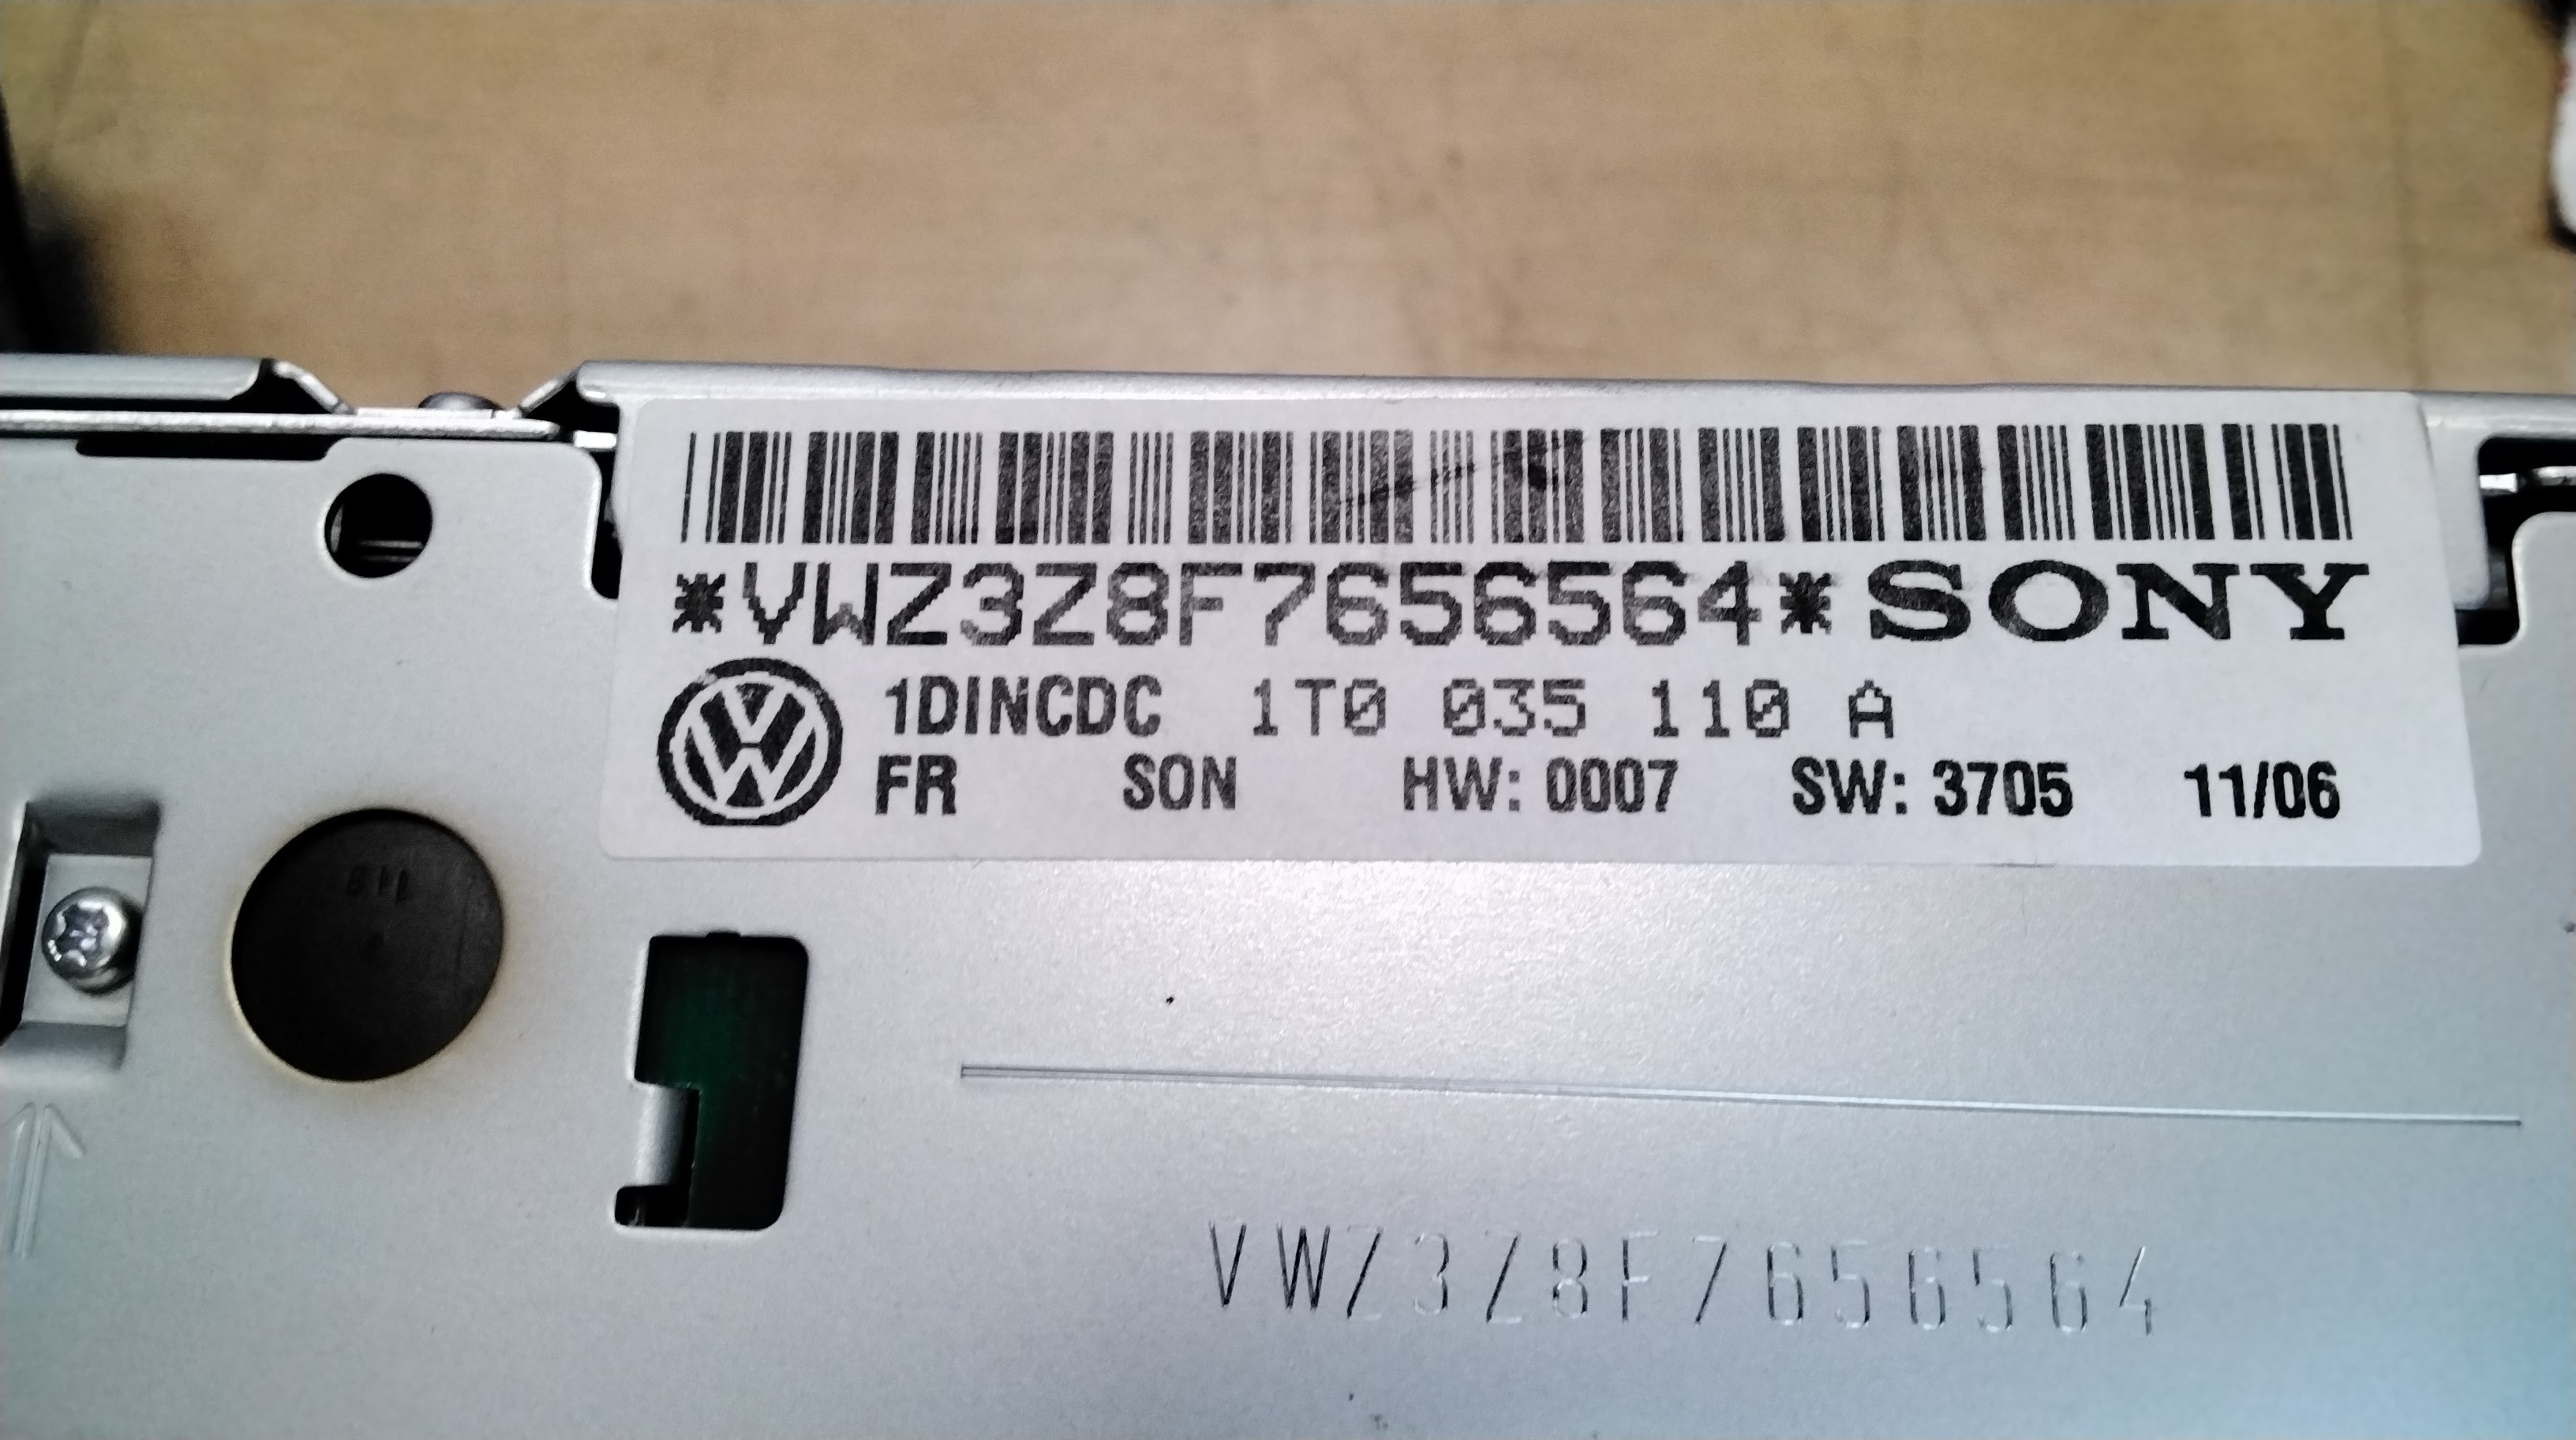 *VWZ3Z8F7656564* SONY
1DINCDC 1T0 035 110 A
FR SON HW: 0007 SW: 3705 11/06
VWZ3Z8F7656564